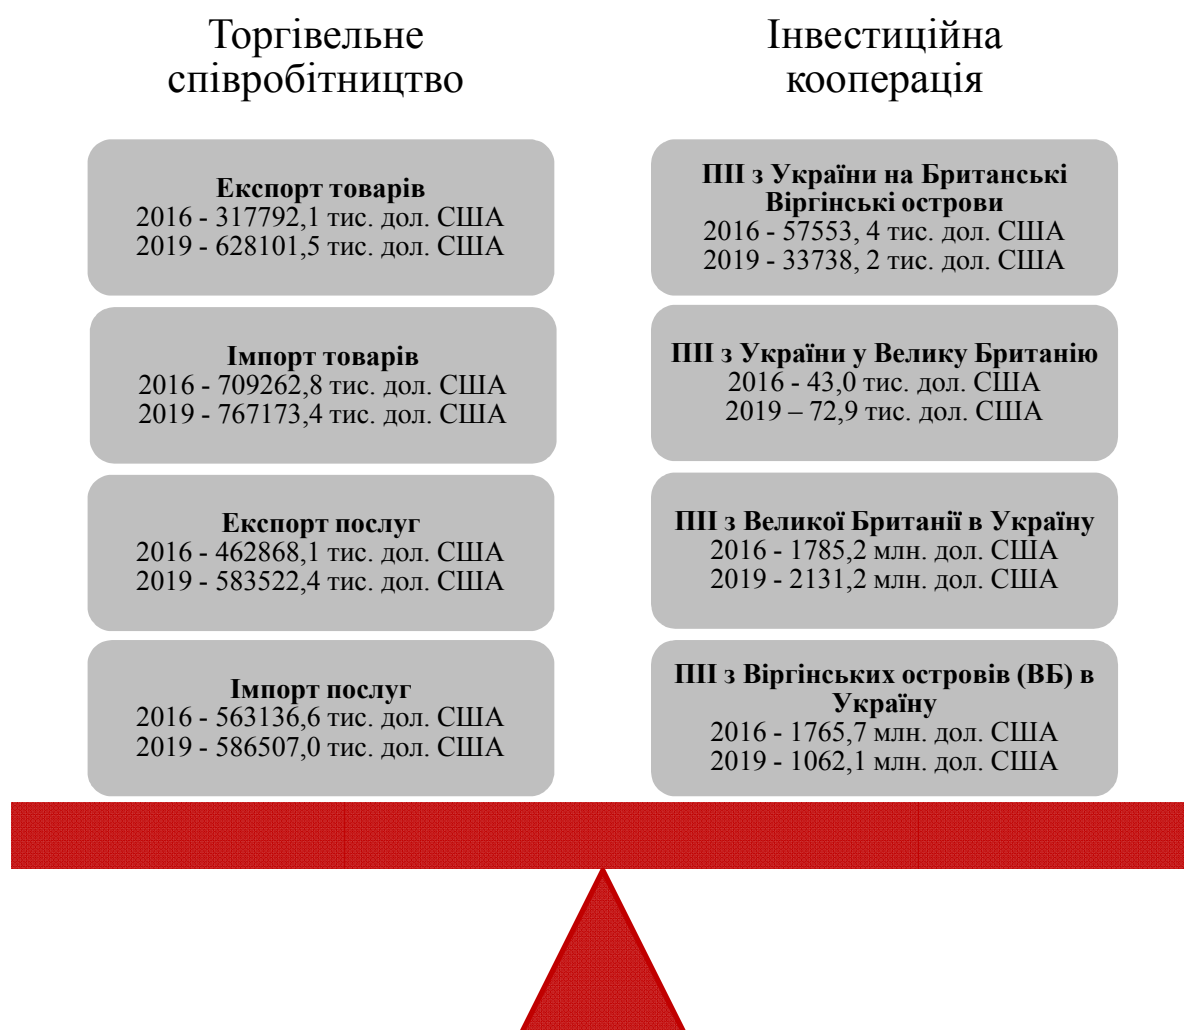 Торгівельне
співробітництво
Експорт товарів
2016 - 317792,1 тис. дол. США
2019 - 628101,5 тис. дол. США
Імпорт товарів
2016 - 709262,8 тис. дол. США
2019 - 767173,4 тис. дол. США
Експорт послуг
2016 - 462868,1 тис. дол. США
2019 - 583522,4 тис. дол. США
Імпорт послуг
2016 - 563136,6 тис. дол. США
2019 - 586507,0 тис. дол. США
Інвестиційна
кооперація
ПІІ з України на Британські
Віргінські острови
2016 - 57553, 4 тис. дол. США
2019 - 33738, 2 тис. дол. США
ПІІ з України у Велику Британію
2016 - 43,0 тис. дол. США
2019 – 72,9 тис. дол. США
ПІІ з Великої Британії в Україну
2016 - 1785,2 млн. дол. США
2019 - 2131,2 млн. дол. США
ПІІ з Віргінських островів (ВБ) в
Україну
2016 - 1765,7 млн. дол. США
2019 - 1062,1 млн. дол. США